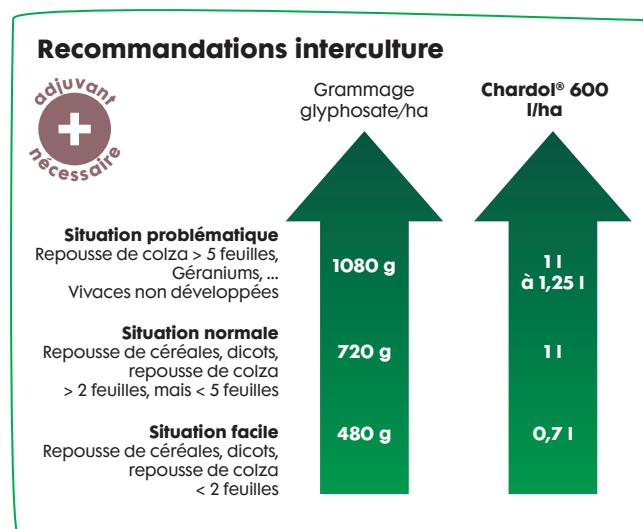 Recommandations interculture
adjuvant
nécessaire
Grammage
glyphosate/ha
Chardol® 600
l/ha
Situation problématique
Repousse de colza > 5 feuilles,
Géraniums, ...
Vivaces non développées
1080 g
1 l
à 1,25 l
Situation normale
Repousse de céréales, dicots,
repousse de colza
> 2 feuilles, mais < 5 feuilles
720 g
1 l
Situation facile
Repousse de céréales, dicots,
repousse de colza
< 2 feuilles
480 g
0,7 l